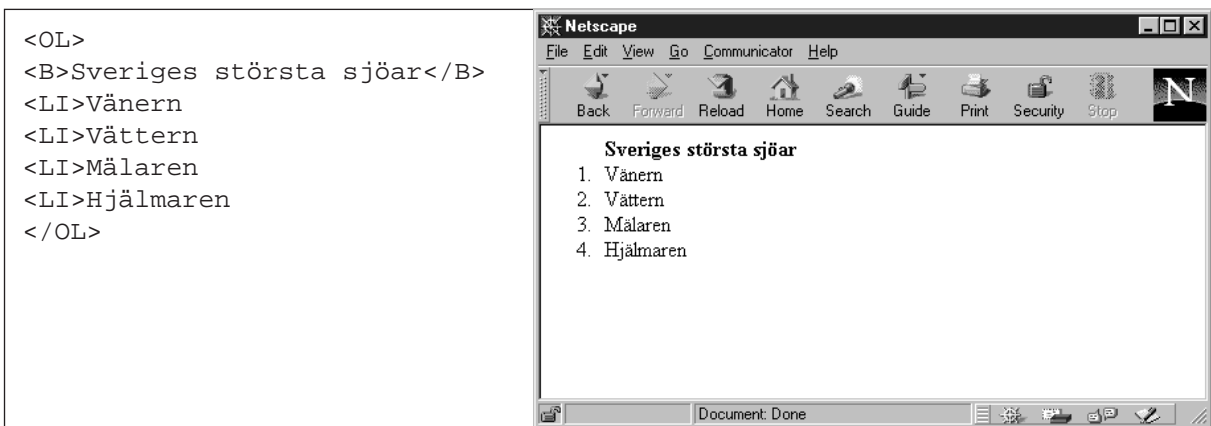 <OL>
<B>Sveriges största sjöar</B>
<LI>Vänern
<LI>Vättern
<LI>Mälaren
<LI>Hjälmaren
</OL>
Netscape
File Edit View Go Communicator Help
Back Forward Reload Home Search Guide Print Security Stop
N
Sveriges största sjöar
1. Vänern
2. Vättern
3. Mälaren
4. Hjälmaren
Document: Done